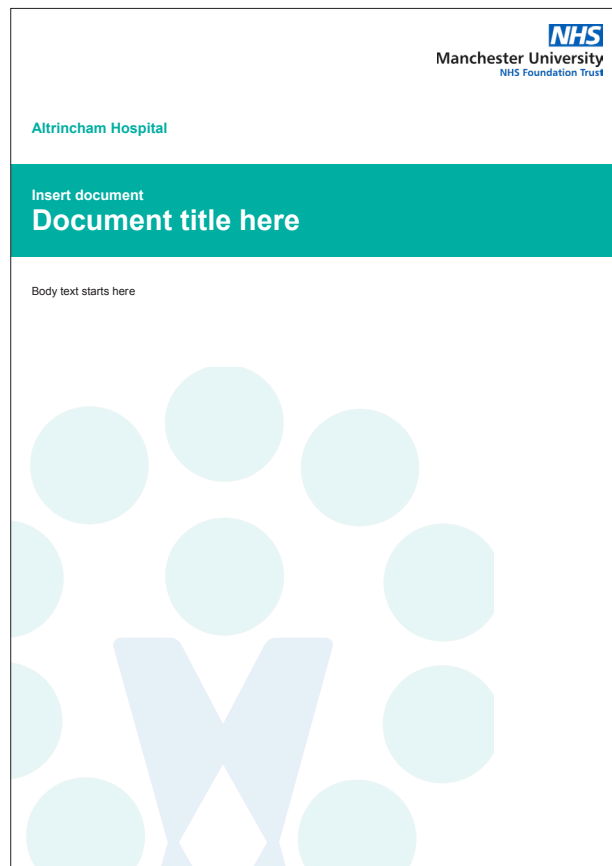 NHS
Manchester University
NHS Foundation Trust
Altrincham Hospital
Insert document
Document title here
Body text starts here